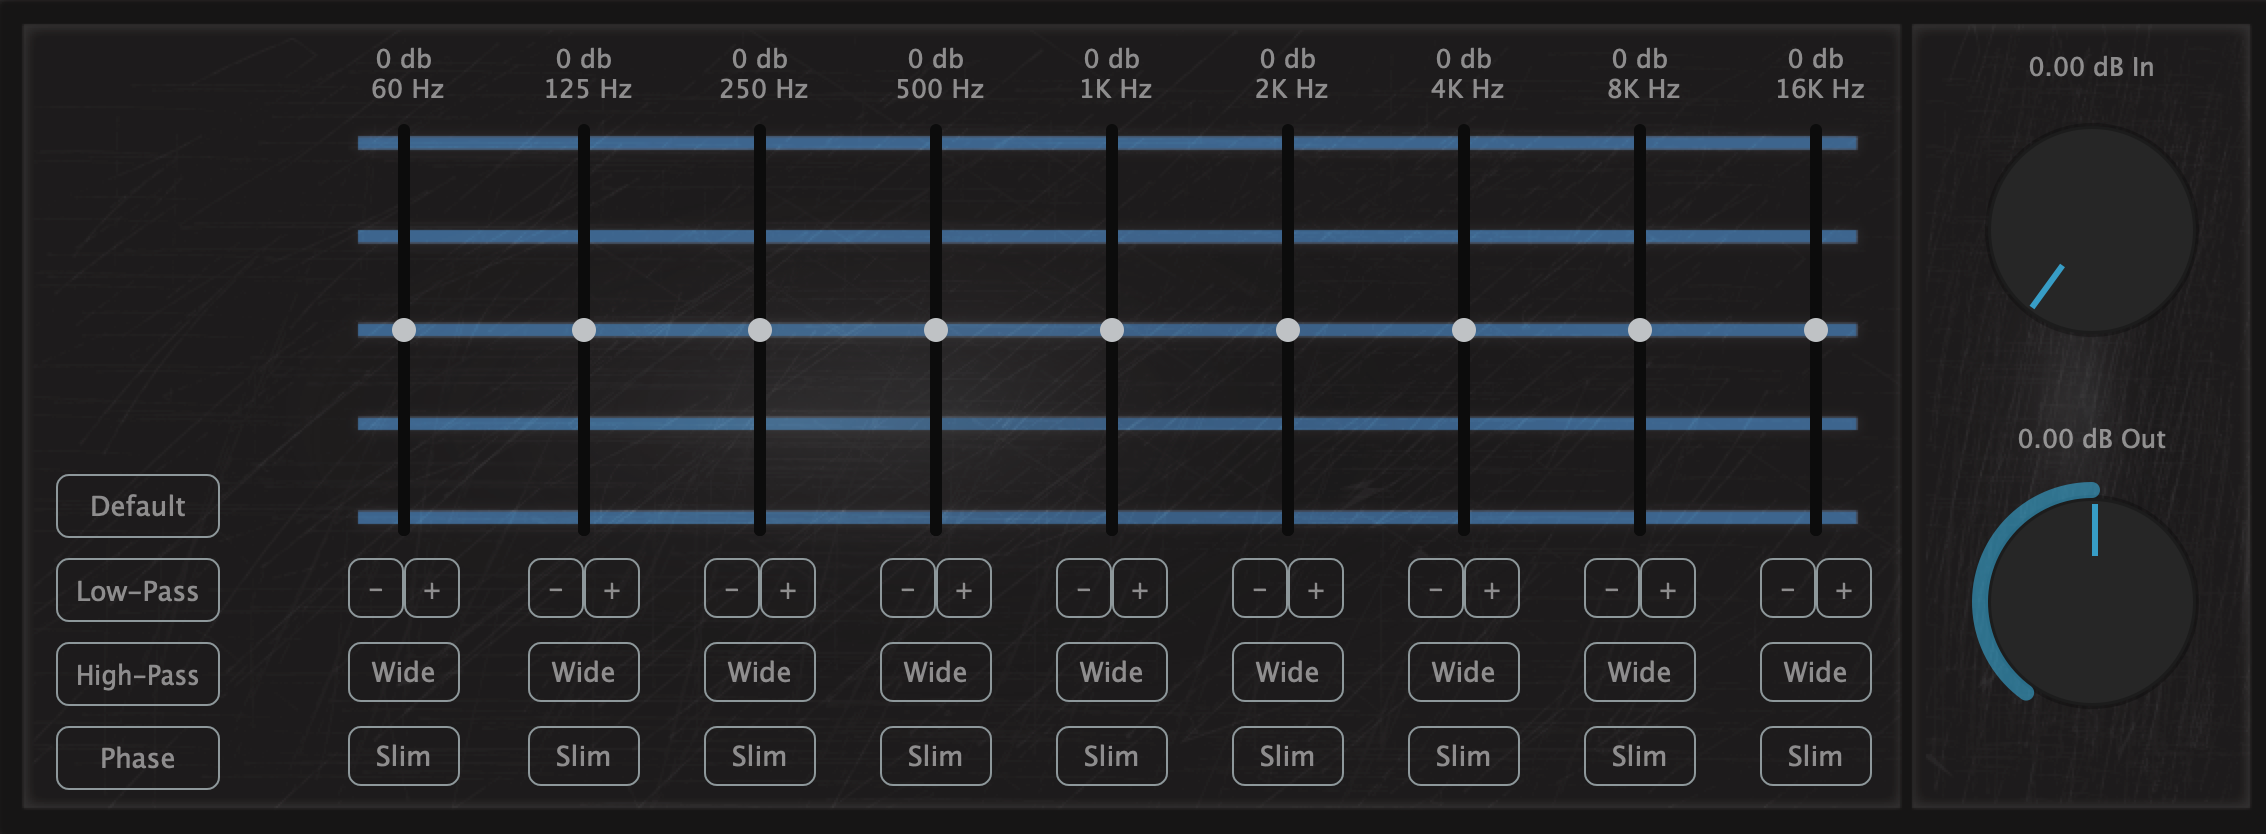 0 db 0 db 0 db 0 db 0 db 0 db 0 db 0 db 0 db
60 Hz 125 Hz 250 Hz 500 Hz 1K Hz 2K Hz 4K Hz 8K Hz 16K Hz
0.00 dB In
0.00 dB Out
Default
Low-Pass - + - + - + - + - + - + - + - + - +
High-Pass Wide Wide Wide Wide Wide Wide Wide Wide Wide
Phase Slim Slim Slim Slim Slim Slim Slim Slim Slim